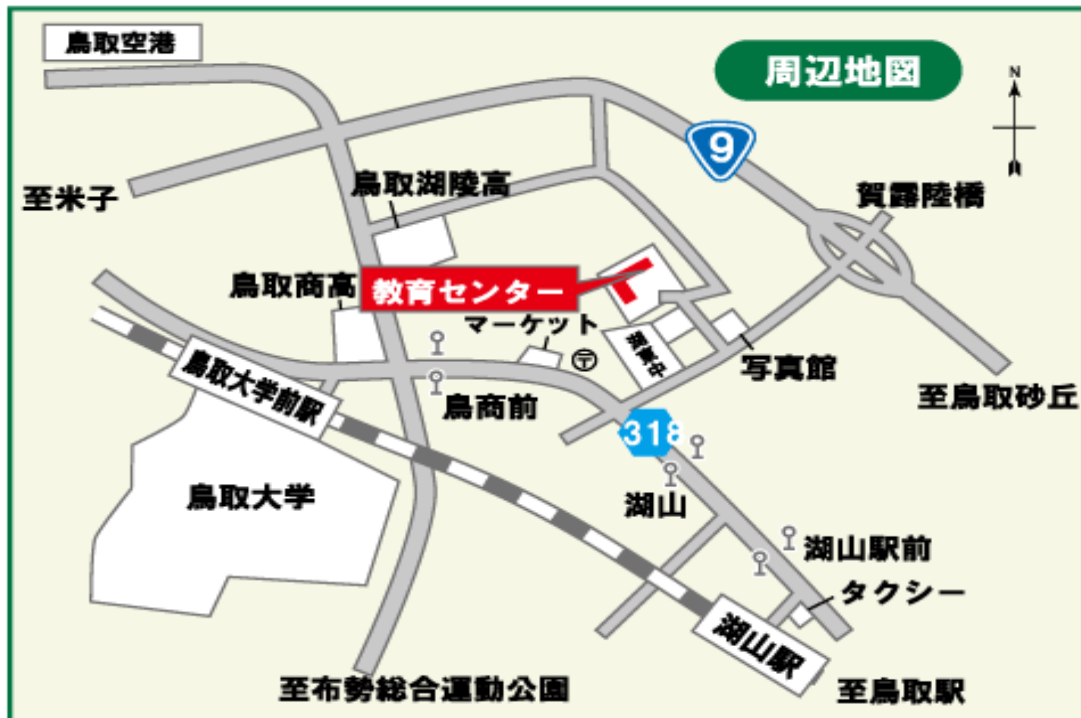 鳥取空港
周辺地図
N
9
鳥取湖陵高
賀露陸橋
至米子
鳥取商高
教育センター
マーケット
〒
写真館
至鳥取砂丘
鳥取大学前駅
鳥商前
318
鳥取大学
湖山
湖山駅前
タクシー
湖山駅
至布勢総合運動公園
至鳥取駅